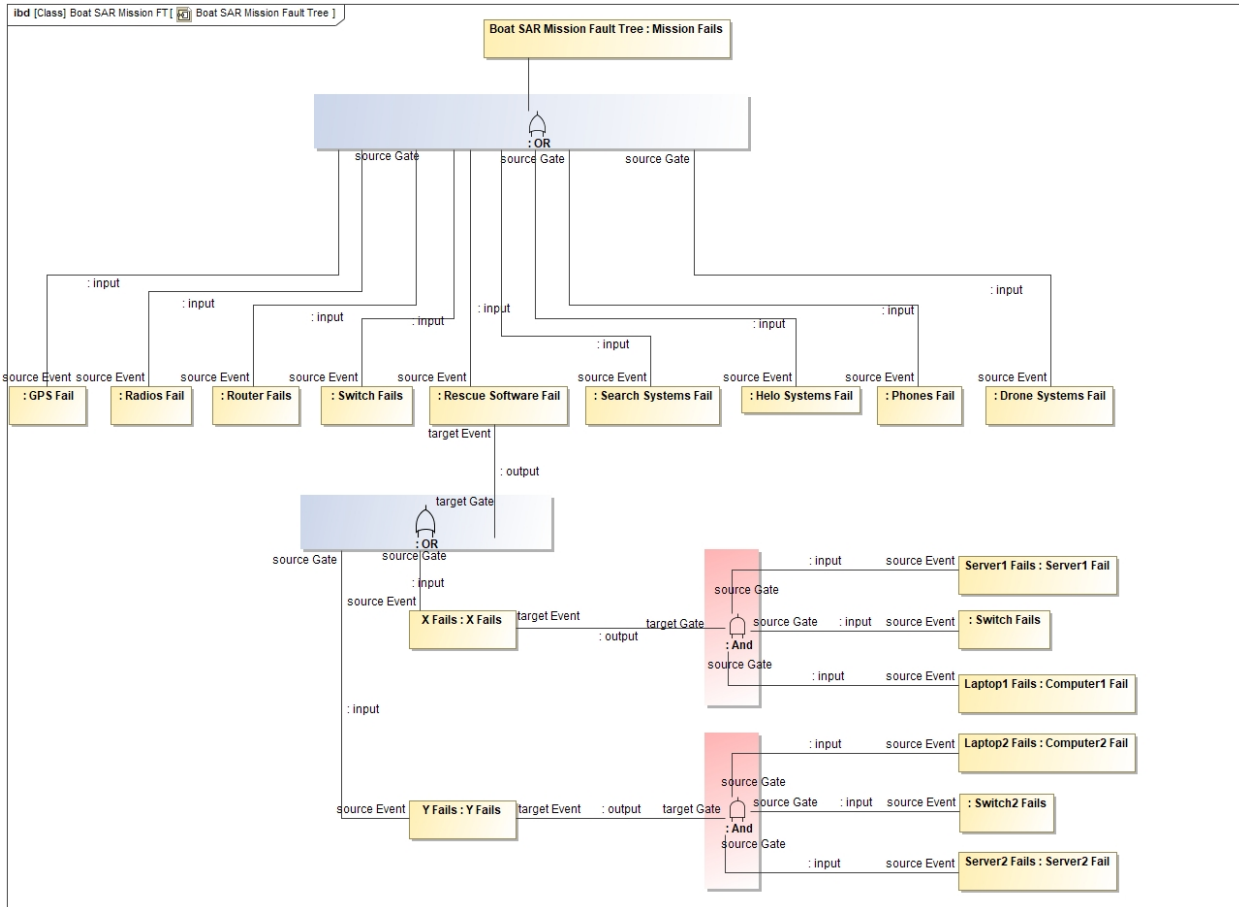 ibd [Class] Boat SAR Mission FT[ Boat SAR Mission Fault Tree ]
Boat SAR Mission Fault Tree : Mission Fails
: OR
source Gate
source Gate
source Gate
: input
: input
: input
: input
: input
: input
: input
: input
: input
source Event
source Event
source Event
source Event
source Event
source Event
source Event
source Event
source Event
: GPS Fail
: Radios Fail
: Router Fails
: Switch Fails
: Rescue Software Fail
: Search Systems Fail
: Helo Systems Fail
: Phones Fail
: Drone Systems Fail
target Event
: output
target Gate
: OR
source Gate
source Gate
: input
source Event
X Fails : X Fails
target Event
: output
target Gate
: And
source Gate
: input
source Event
Server1 Fails : Server1 Fail
source Gate
: input
source Event
: Switch Fails
source Gate
: input
source Event
Laptop1 Fails : Computer1 Fail
: input
source Event
Y Fails : Y Fails
target Event
: output
target Gate
: And
source Gate
: input
source Event
Laptop2 Fails : Computer2 Fail
source Gate
: input
source Event
: Switch2 Fails
source Gate
: input
source Event
Server2 Fails : Server2 Fail